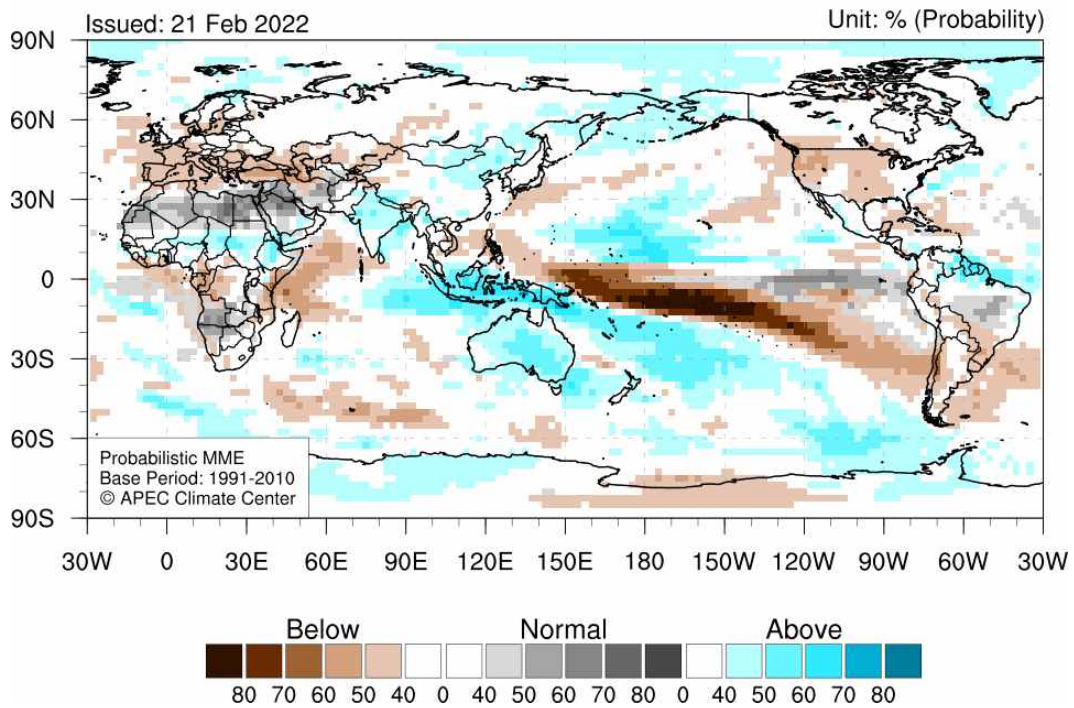 Issued: 21 Feb 2022
Unit: % (Probability)
90N
60N
30N
0
30S
60S
90S
Probabilistic MME
Base Period: 1991-2010
© APEC Climate Center
30W 0 30E 60E 90E 120E 150E 180 150W 120W 90W 60W 30W
Below Normal Above
80 70 60 50 40 0 40 50 60 70 80 0 40 50 60 70 80